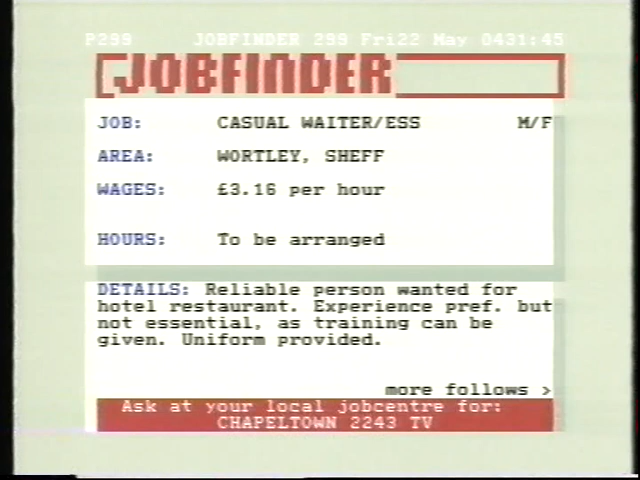 P299 JOBFINDER 299 Fri22 May 0431:45
JOBFINDER
JOB: CASUAL WAITER/ESS M/F
AREA: WORTLEY, SHEFF
WAGES: £3.16 per hour
HOURS: To be arranged
DETAILS: Reliable person wanted for
hotel restaurant. Experience pref. but
not essential, as training can be
given. Uniform provided.
more follows >
Ask at your local jobcentre for:
CHAPELTOWN 2243 TV